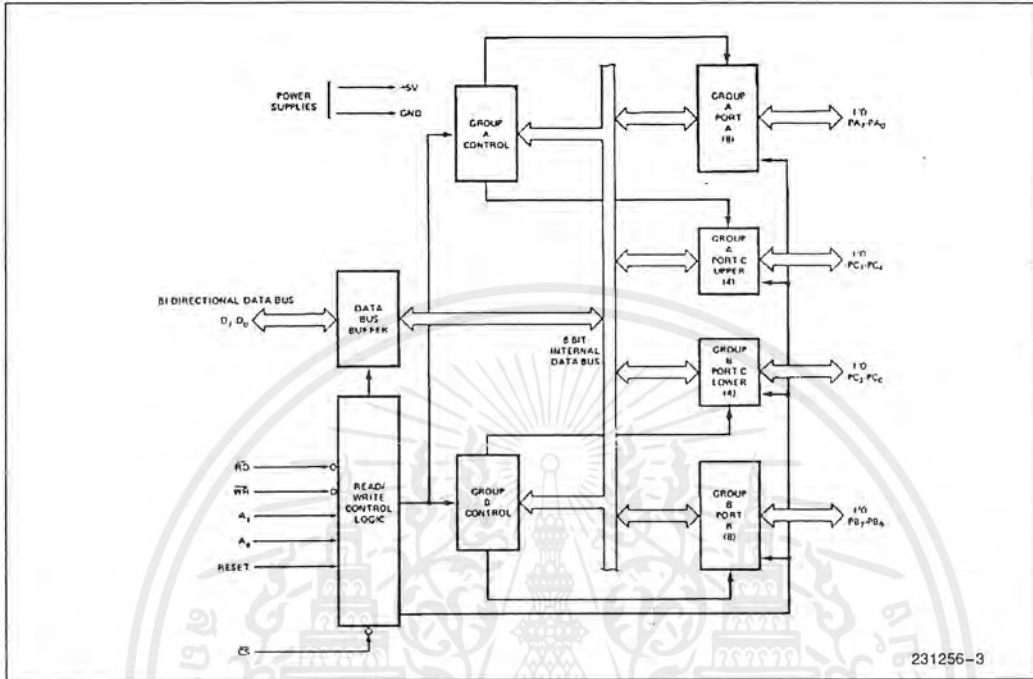 POWER
SUPPLIES
+5V
GND
GROUP
A
CONTROL
GROUP
A
PORT
A
(8)
I/O
PA7-PA0
GROUP
A
PORT C
UPPER
(4)
I/O
PC7-PC4
BI DIRECTIONAL DATA BUS
D7-D0
DATA
BUS
BUFFER
8 BIT
INTERNAL
DATA BUS
GROUP
B
PORT C
LOWER
(4)
I/O
PC3-PC0
RD
WR
A1
A0
RESET
CS
READ/
WRITE
CONTROL
LOGIC
GROUP
B
CONTROL
GROUP
B
PORT
B
(8)
I/O
PB7-PB0
231256-3